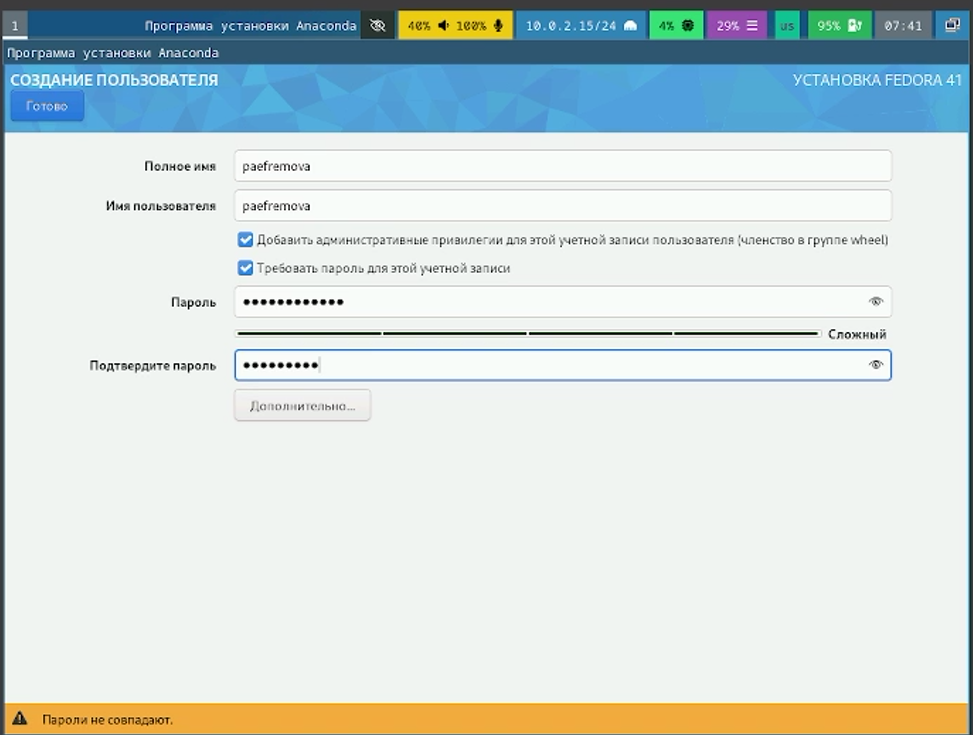 1 Программа установки Anaconda 40% 100% 10.0.2.15/24 4% 29% us 95% 07:41
Программа установки Anaconda
СОЗДАНИЕ ПОЛЬЗОВАТЕЛЯ УСТАНОВКА FEDORA 41
Готово
Полное имя paefremova
Имя пользователя paefremova
Добавить административные привилегии для этой учетной записи пользователя (членство в группе wheel)
Требовать пароль для этой учетной записи
Пароль ••••••••••••
Сложный
Подтвердите пароль •••••••••
Дополнительно...
Пароли не совпадают.